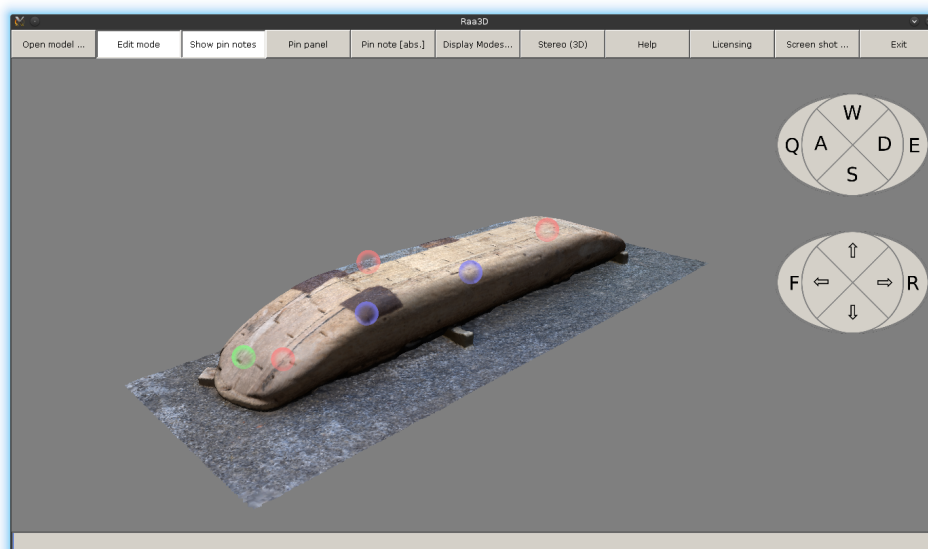 Raa3D
Open model ... Edit mode Show pin notes Pin panel Pin note [abs.] Display Modes... Stereo (3D) Help Licensing Screen shot ... Exit
W
Q A D E
S
⇧
F ⇦ ⇨ R
⇩